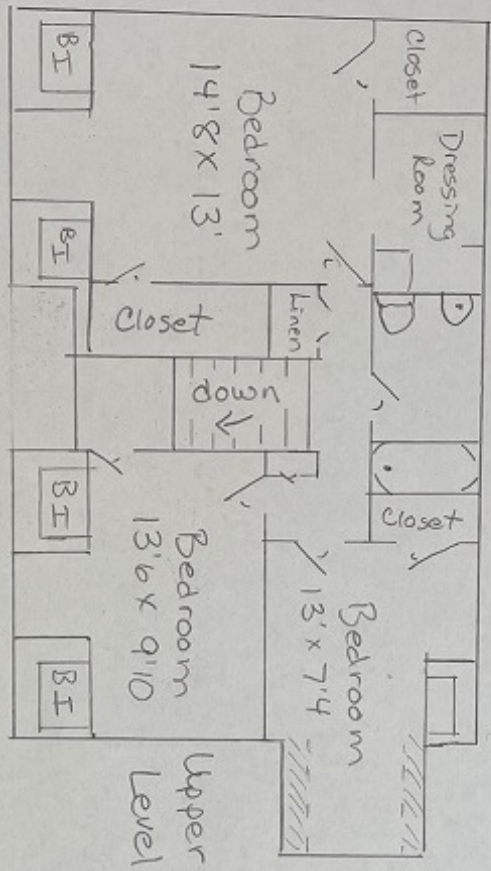 Closet
Dressing
Room
Bedroom
14'8 x 13'
BI
BI
Linen
Closet
down
Closet
Bedroom
13' x 7'4
Bedroom
13'6 x 9'10
BI
BI
Upper
Level